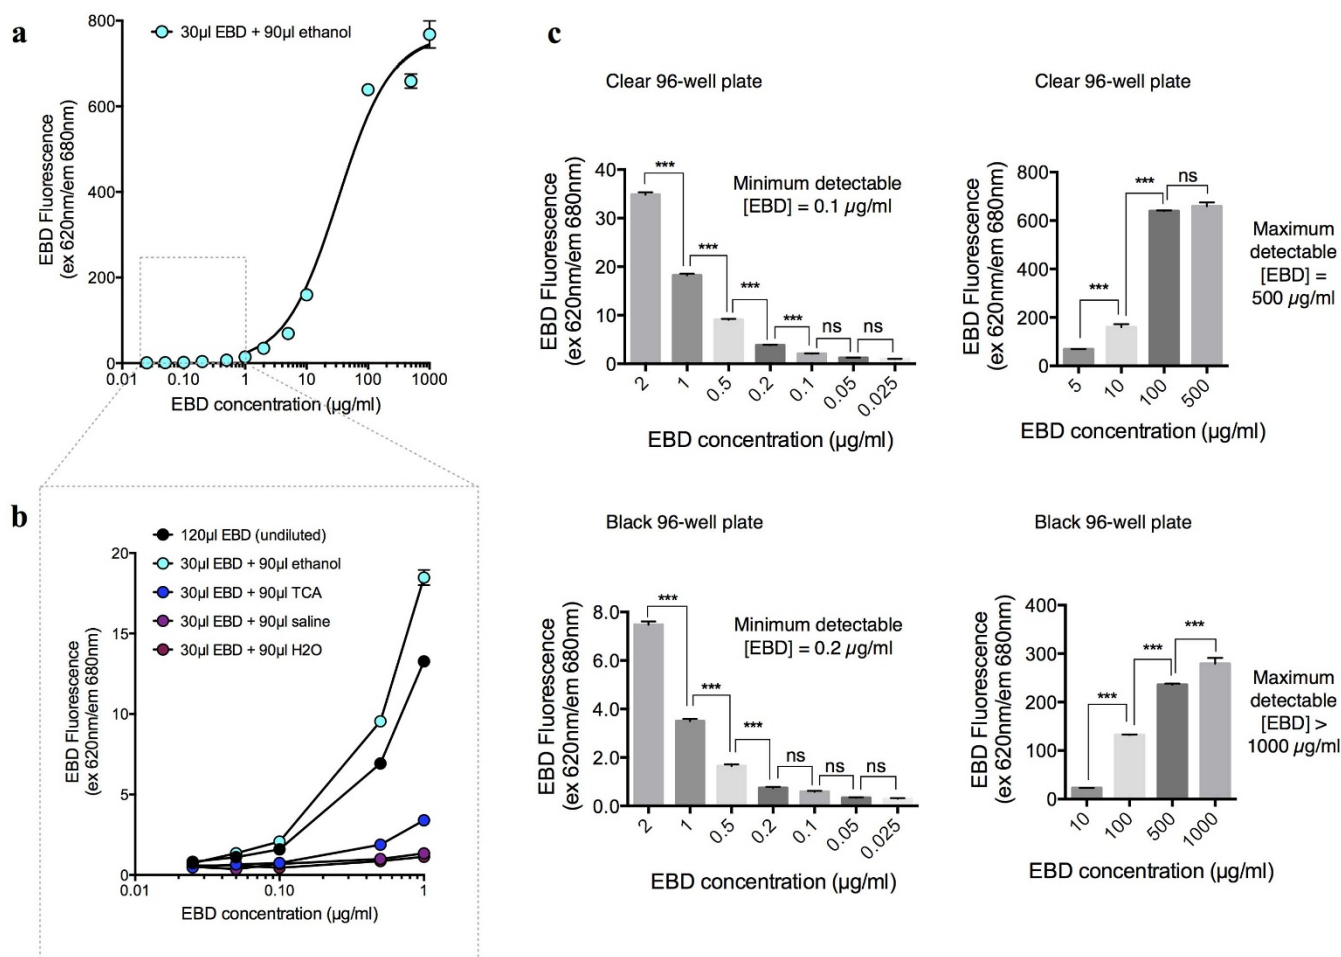 a
30µl EBD + 90µl ethanol
EBD Fluorescence
(ex 620nm/em 680nm)
800
600
400
200
0
0.01
0.10
1
10
100
1000
EBD concentration (µg/ml)
b
120µl EBD (undiluted)
30µl EBD + 90µl ethanol
30µl EBD + 90µl TCA
30µl EBD + 90µl saline
30µl EBD + 90µl H2O
EBD Fluorescence
(ex 620nm/em 680nm)
20
15
10
5
0
0.01
0.10
1
EBD concentration (µg/ml)
c
Clear 96-well plate
EBD Fluorescence
(ex 620nm/em 680nm)
40
30
20
10
0
***
***
***
***
ns
ns
Minimum detectable
[EBD] = 0.1 µg/ml
2
1
0.5
0.2
0.1
0.05
0.025
EBD concentration (µg/ml)
Clear 96-well plate
EBD Fluorescence
(ex 620nm/em 680nm)
800
600
400
200
0
***
***
ns
Maximum
detectable
[EBD] =
500 µg/ml
5
10
100
500
EBD concentration (µg/ml)
Black 96-well plate
EBD Fluorescence
(ex 620nm/em 680nm)
8.0
6.0
4.0
2.0
0.0
***
***
***
ns
ns
ns
Minimum detectable
[EBD] = 0.2 µg/ml
2
1
0.5
0.2
0.1
0.05
0.025
EBD concentration (µg/ml)
Black 96-well plate
EBD Fluorescence
(ex 620nm/em 680nm)
400
300
200
100
0
***
***
***
Maximum
detectable
[EBD] >
1000 µg/ml
10
100
500
1000
EBD concentration (µg/ml)